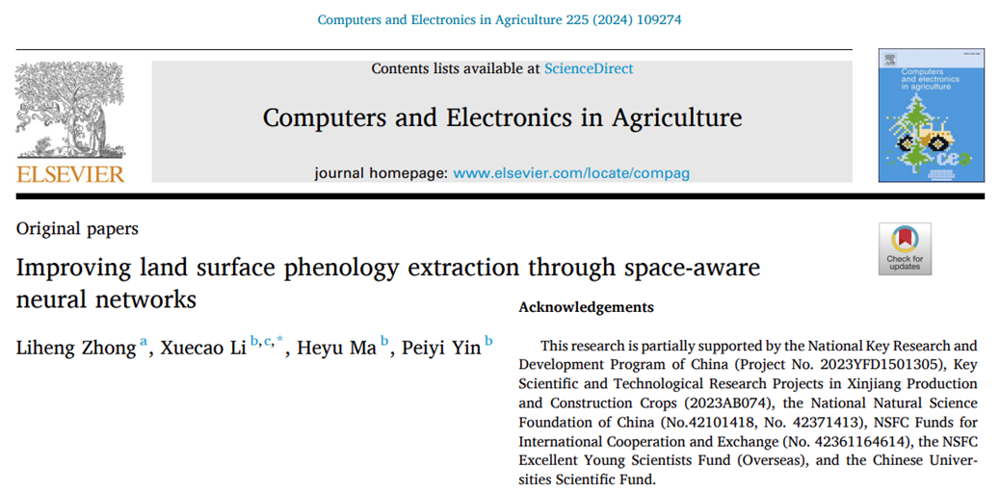 Computers and Electronics in Agriculture 225 (2024) 109274
Contents lists available at ScienceDirect
Computers and Electronics in Agriculture
journal homepage: www.elsevier.com/locate/compag
ELSEVIER
Computers
and electronics
in agriculture
cea
Original papers
Check for
updates
Improving land surface phenology extraction through space-aware
neural networks
Liheng Zhong a, Xuecao Li b,c,*, Heyu Ma b, Peiyi Yin b
Acknowledgements
This research is partially supported by the National Key Research and
Development Program of China (Project No. 2023YFD1501305), Key
Scientific and Technological Research Projects in Xinjiang Production
and Construction Crops (2023AB074), the National Natural Science
Foundation of China (No.42101418, No. 42371413), NSFC Funds for
International Cooperation and Exchange (No. 42361164614), the NSFC
Excellent Young Scientists Fund (Overseas), and the Chinese Univer-
sities Scientific Fund.